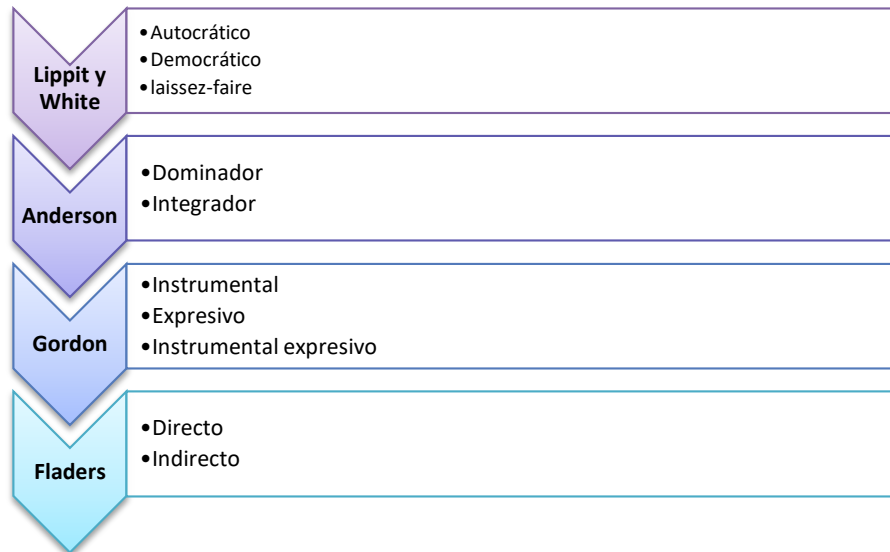 Lippit y
White
•Autocrático
•Democrático
•laissez-faire
Anderson
•Dominador
•Integrador
Gordon
•Instrumental
•Expresivo
•Instrumental expresivo
Fladers
•Directo
•Indirecto